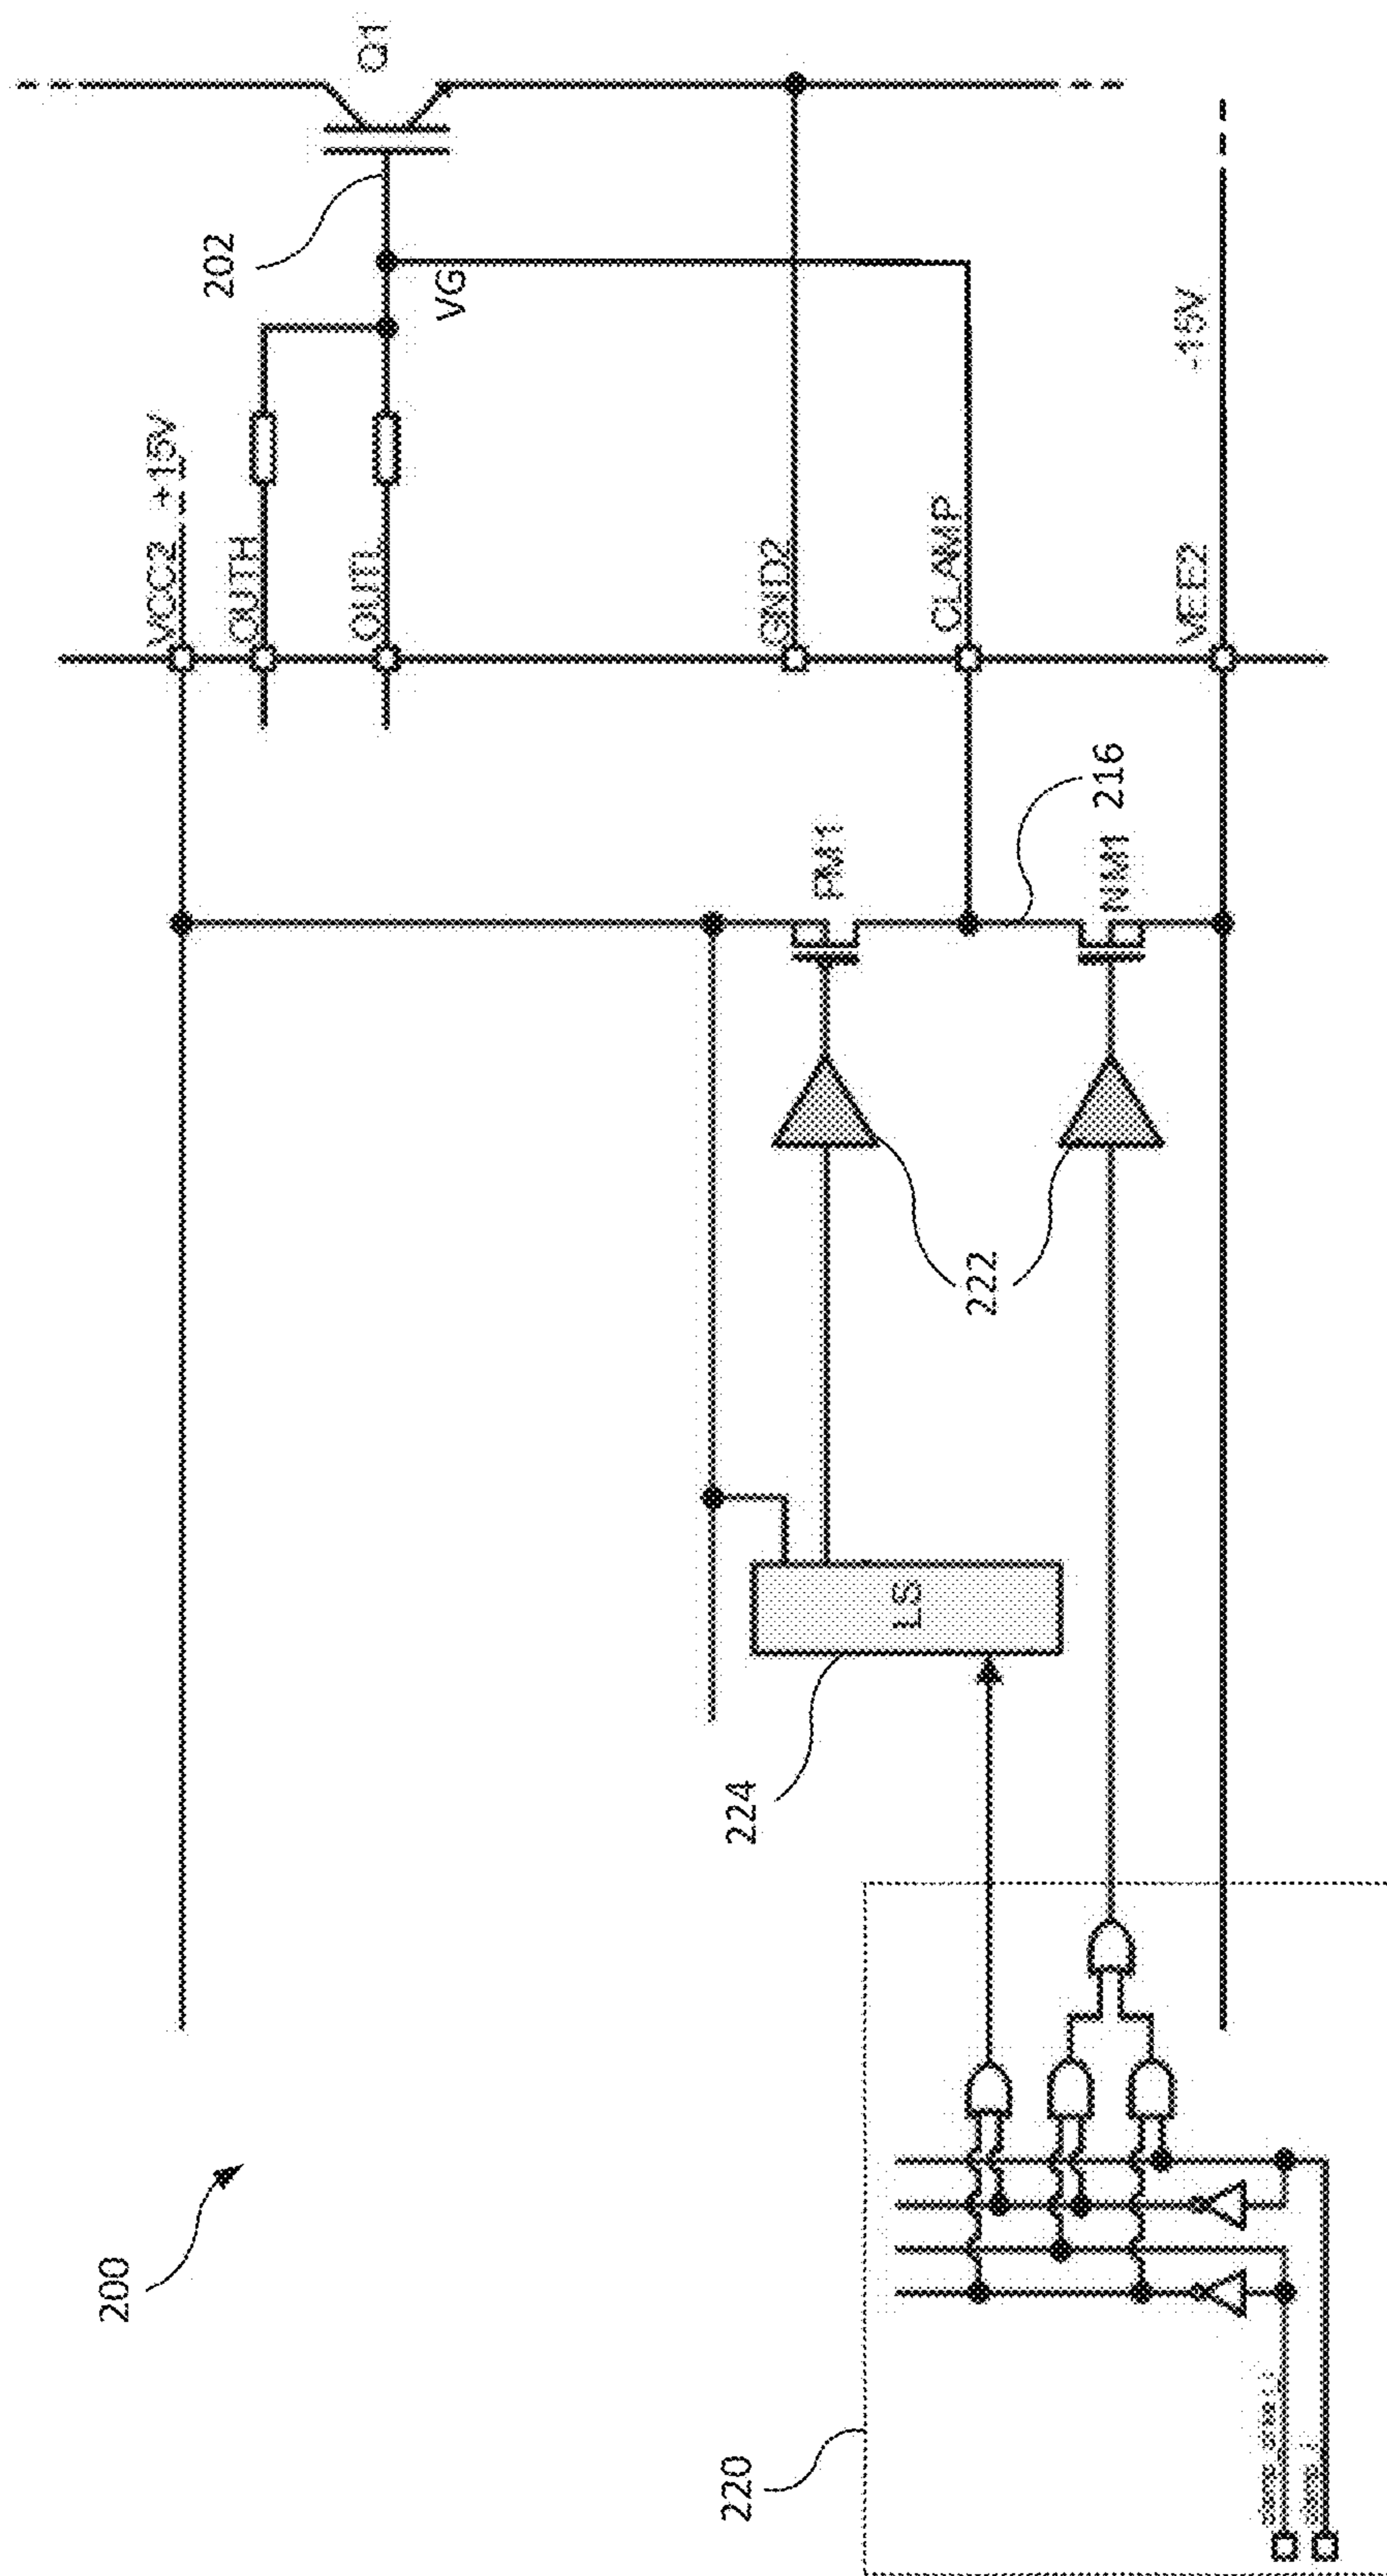 200
VCC2 +15V
OUTH
OUTL
202
VG
Q1
GND2
CLAMP
VEE2
-15V
PM1
NM1
216
222
LS
224
220